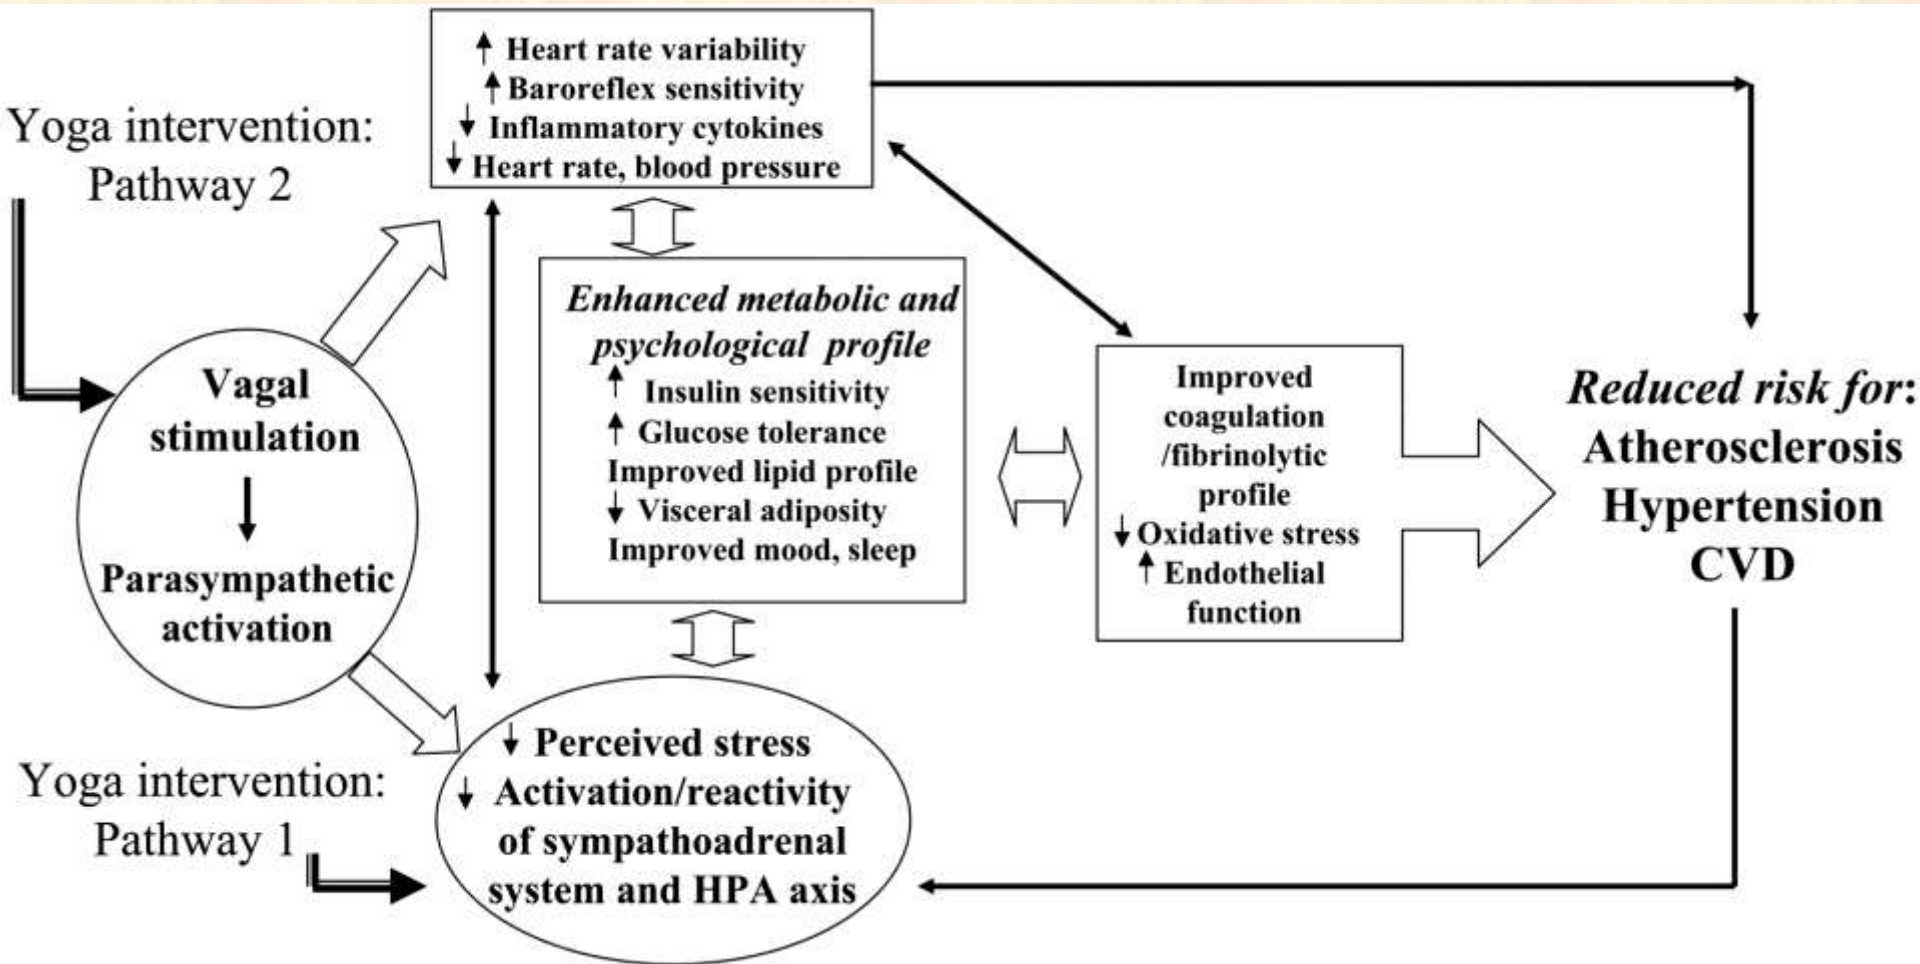 ↑ Heart rate variability
↑ Baroreflex sensitivity
↓ Inflammatory cytokines
↓ Heart rate, blood pressure
Yoga intervention:
Pathway 2
Enhanced metabolic and
psychological profile
↑ Insulin sensitivity
↑ Glucose tolerance
Improved lipid profile
↓ Visceral adiposity
Improved mood, sleep
Vagal
stimulation
↓
Parasympathetic
activation
Improved
coagulation
/fibrinolytic
profile
↓ Oxidative stress
↑ Endothelial
function
Reduced risk for:
Atherosclerosis
Hypertension
CVD
Yoga intervention:
Pathway 1
↓ Perceived stress
↓ Activation/reactivity
of sympathoadrenal
system and HPA axis